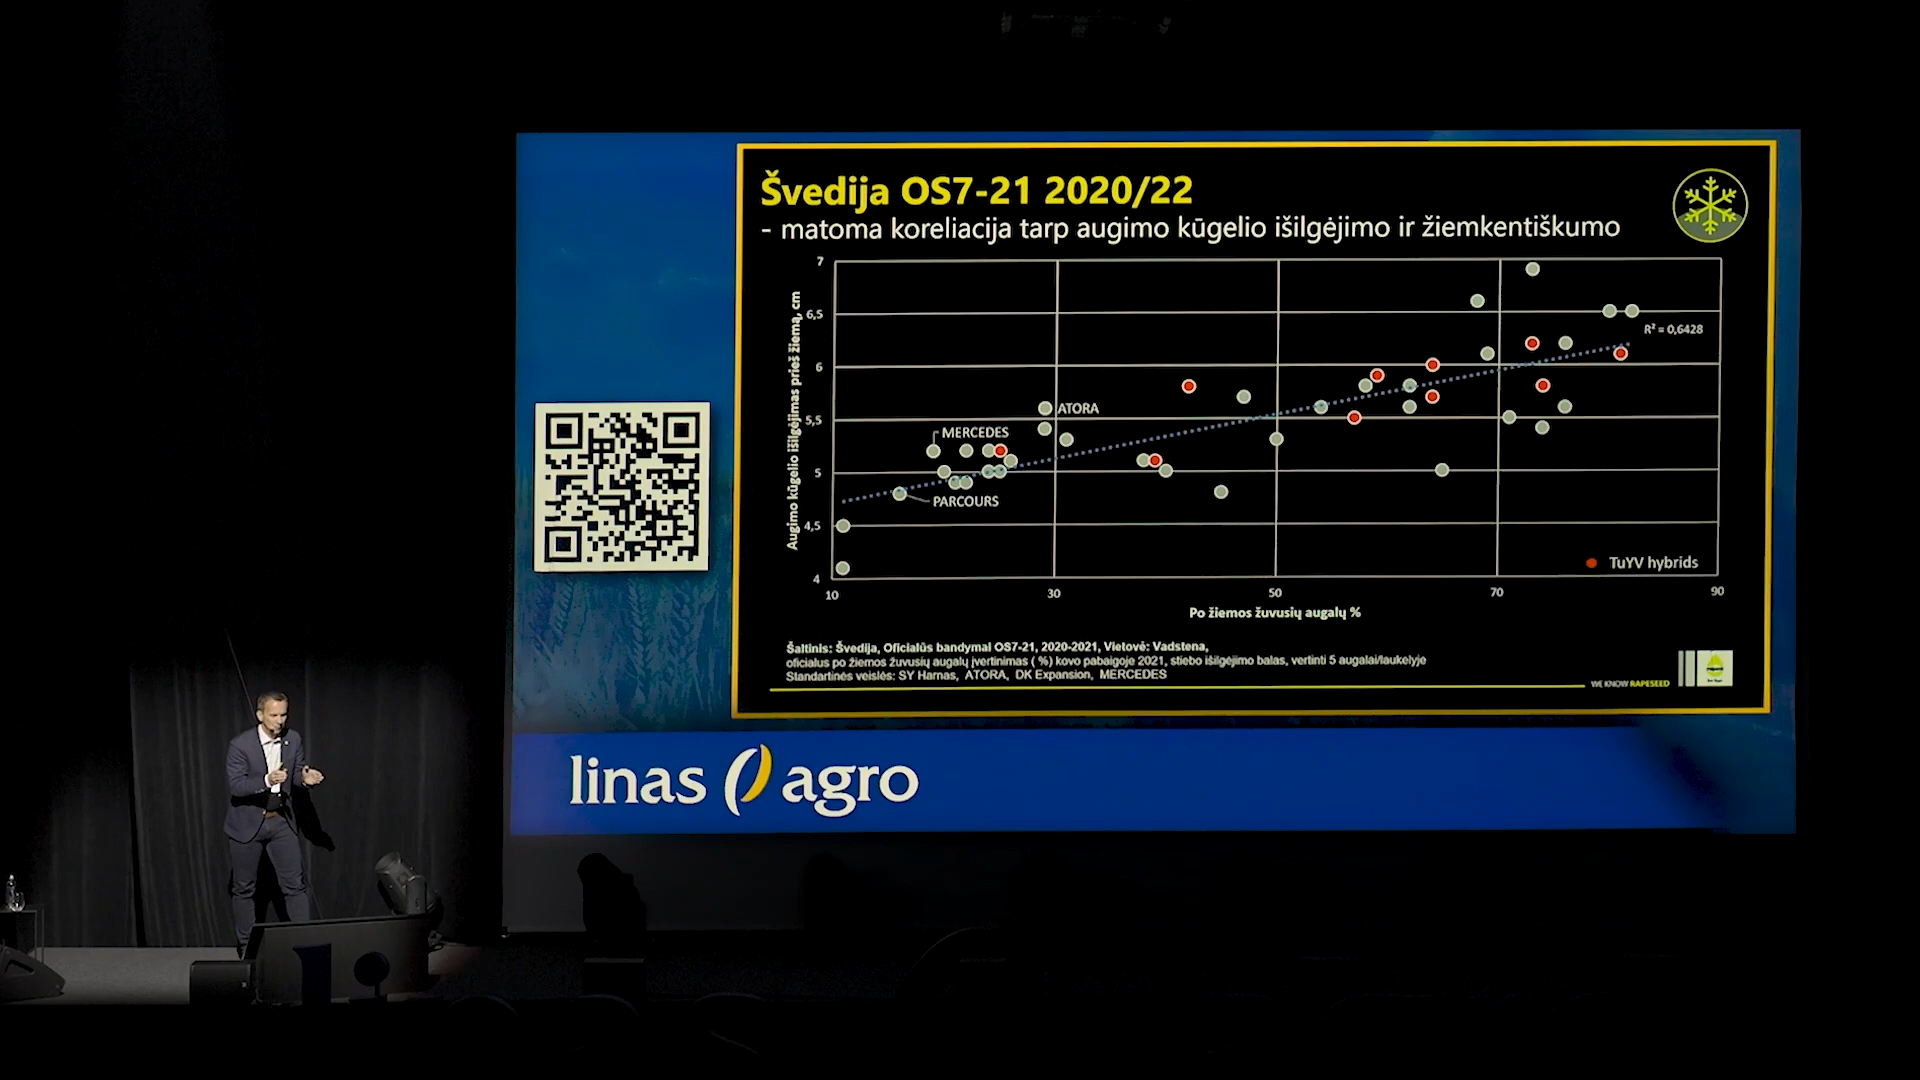 Švedija OS7-21 2020/22
- matoma koreliacija tarp augimo kūgelio išilgėjimo ir žiemkentiškumo
Augimo kūgelio išilgėjimas prieš žiemą, cm
7
6,5
6
5,5
5
4,5
4
R² = 0,6428
ATORA
MERCEDES
PARCOURS
TuYV hybrids
10 30 50 70 90
Po žiemos žuvusių augalų %
Šaltinis: Švedija, Oficialūs bandymai OS7-21, 2020-2021, Vietovė: Vadstena,
oficialus po žiemos žuvusių augalų įvertinimas ( %) kovo pabaigoje 2021, stiebo išilgėjimo balas, vertinti 5 augalai/laukelyje
Standartinės veislės: SY Harnas, ATORA, DK Expansion, MERCEDES
WE KNOW RAPESEED
linas agro